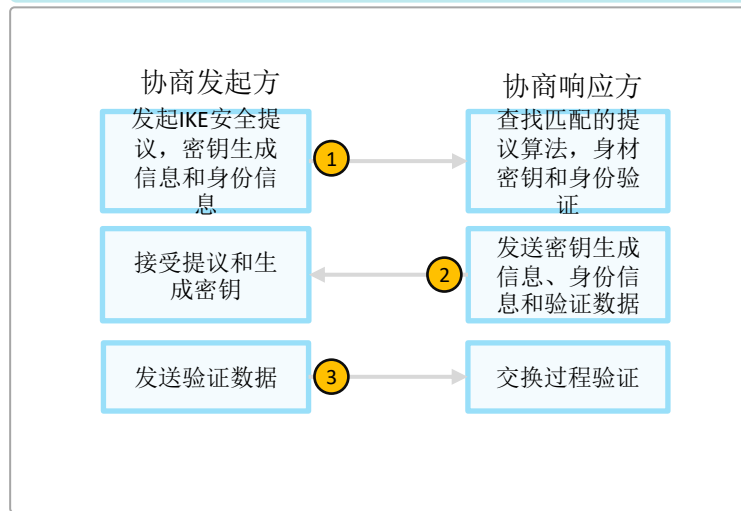 协商发起方
协商响应方
发起IKE安全提
议，密钥生成
信息和身份信
息
1
查找匹配的提
议算法，身材
密钥和身份验
证
接受提议和生
成密钥
2
发送密钥生成
信息、身份信
息和验证数据
发送验证数据
3
交换过程验证